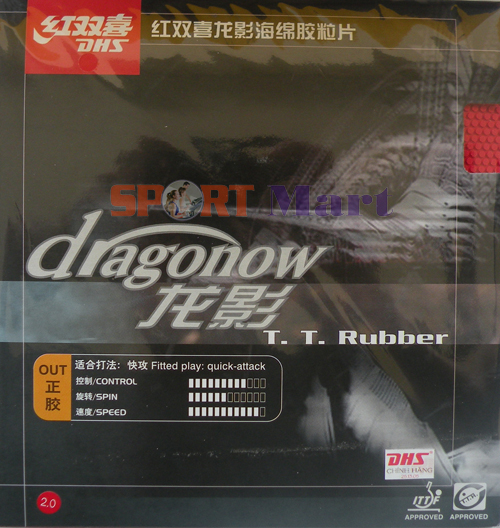 红双喜
DHS
红双喜龙影海绵胶粒片
SPORT Mart
dragonow
龙影
T. T. Rubber
OUT
正
胶
适合打法：快攻 Fitted play: quick-attack
控制/CONTROL
旋转/SPIN
速度/SPEED
2.0
DHS
CHÍNH HÃNG
ITTF
APPROVED
APPROVED